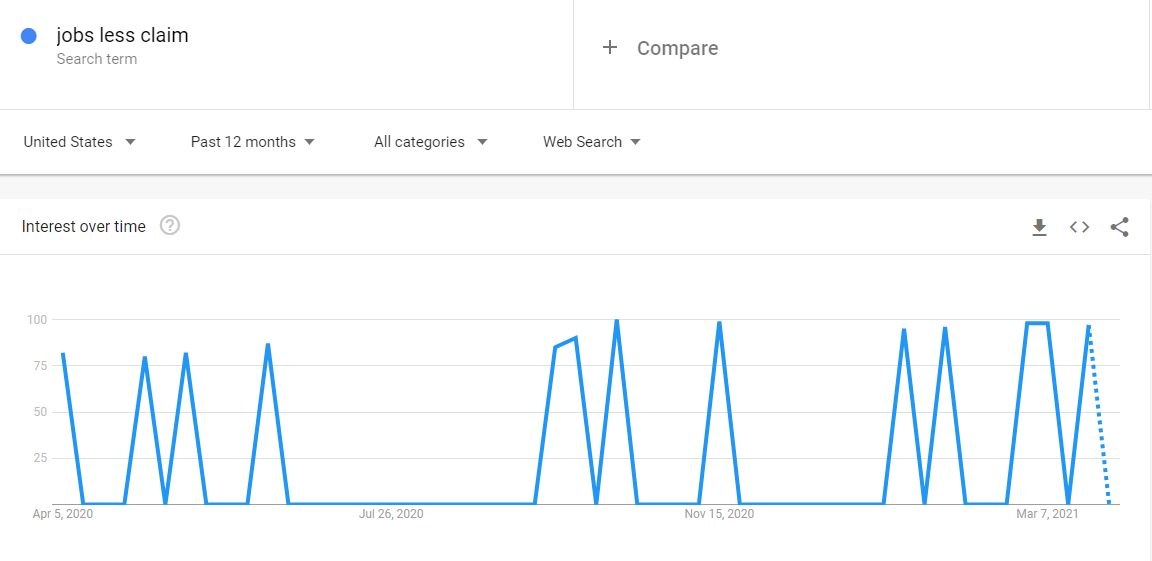 jobs less claim
Search term
+ Compare
United States
Past 12 months
All categories
Web Search
Interest over time ?
100
75
50
25
Apr 5, 2020
Jul 26, 2020
Nov 15, 2020
Mar 7, 2021